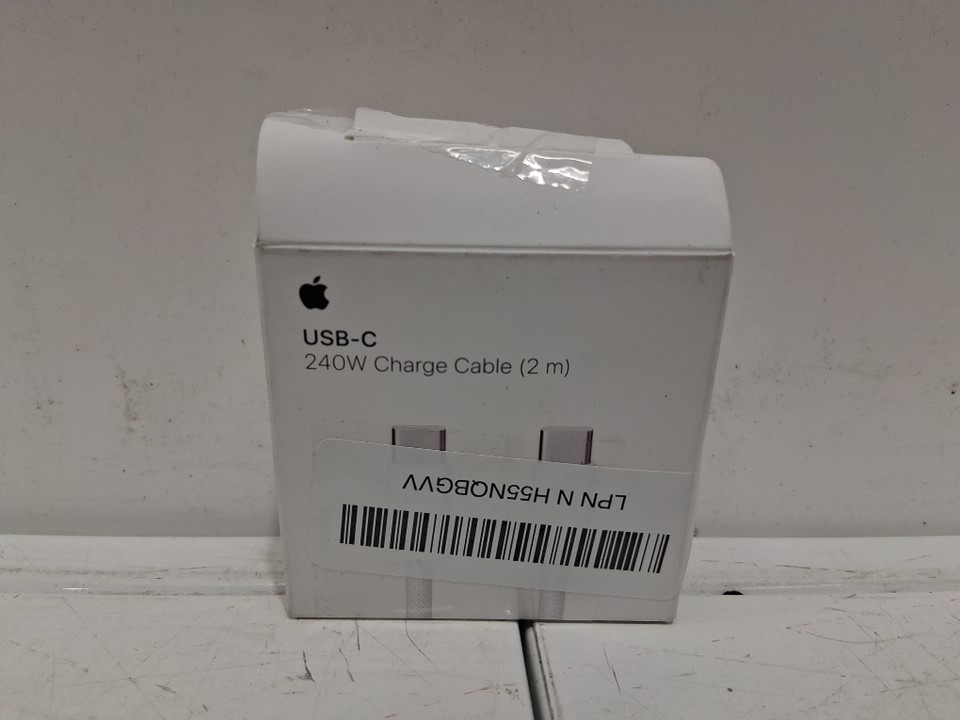 USB-C
240W Charge Cable (2 m)
LPN N H55NQBGVV